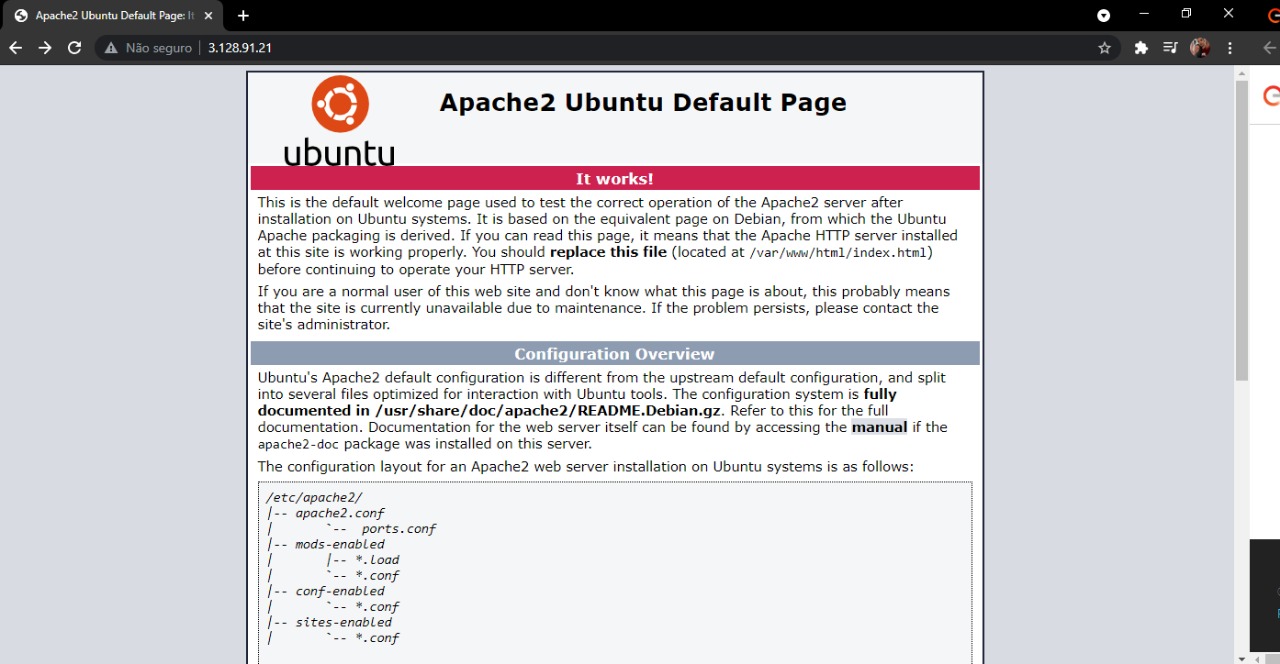 Apache2 Ubuntu Default Page: It
Não seguro
3.128.91.21
ubuntu
Apache2 Ubuntu Default Page
It works!
This is the default welcome page used to test the correct operation of the Apache2 server after
installation on Ubuntu systems. It is based on the equivalent page on Debian, from which the Ubuntu
Apache packaging is derived. If you can read this page, it means that the Apache HTTP server installed
at this site is working properly. You should replace this file (located at /var/www/html/index.html)
before continuing to operate your HTTP server.
If you are a normal user of this web site and don't know what this page is about, this probably means
that the site is currently unavailable due to maintenance. If the problem persists, please contact the
site's administrator.
Configuration Overview
Ubuntu's Apache2 default configuration is different from the upstream default configuration, and split
into several files optimized for interaction with Ubuntu tools. The configuration system is fully
documented in /usr/share/doc/apache2/README.Debian.gz. Refer to this for the full
documentation. Documentation for the web server itself can be found by accessing the manual if the
apache2-doc package was installed on this server.
The configuration layout for an Apache2 web server installation on Ubuntu systems is as follows:
/etc/apache2/
|-- apache2.conf
|       `--  ports.conf
|-- mods-enabled
|       |-- *.load
|       `-- *.conf
|-- conf-enabled
|       `-- *.conf
|-- sites-enabled
|       `-- *.conf